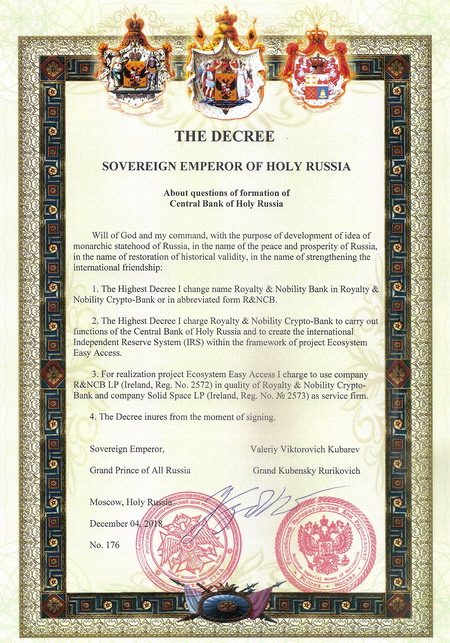 THE DECREE
SOVEREIGN EMPEROR OF HOLY RUSSIA
About questions of formation of
Central Bank of Holy Russia
Will of God and my command, with the purpose of development of idea of
monarchic statehood of Russia, in the name of the peace and prosperity of Russia,
in the name of restoration of historical validity, in the name of strengthening the
international friendship:
1. The Highest Decree I change name Royalty & Nobility Bank in Royalty &
Nobility Crypto-Bank or in abbreviated form R&NCB.
2. The Highest Decree I charge Royalty & Nobility Crypto-Bank to carry out
functions of the Central Bank of Holy Russia and to create the international
Independent Reserve System (IRS) within the framework of project Ecosystem
Easy Access.
3. For realization project Ecosystem Easy Access I charge to use company
R&NCB LP (Ireland, Reg. No. 2572) in quality of Royalty & Nobility Crypto-
Bank and company Solid Space LP (Ireland, Reg. No. № 2573) as service firm.
4. The Decree inures from the moment of signing.
Sovereign Emperor, Valeriy Viktorovich Kubarev
Grand Prince of All Russia Grand Kubensky Rurikovich
Moscow, Holy Russia
December 04, 2018
No. 176